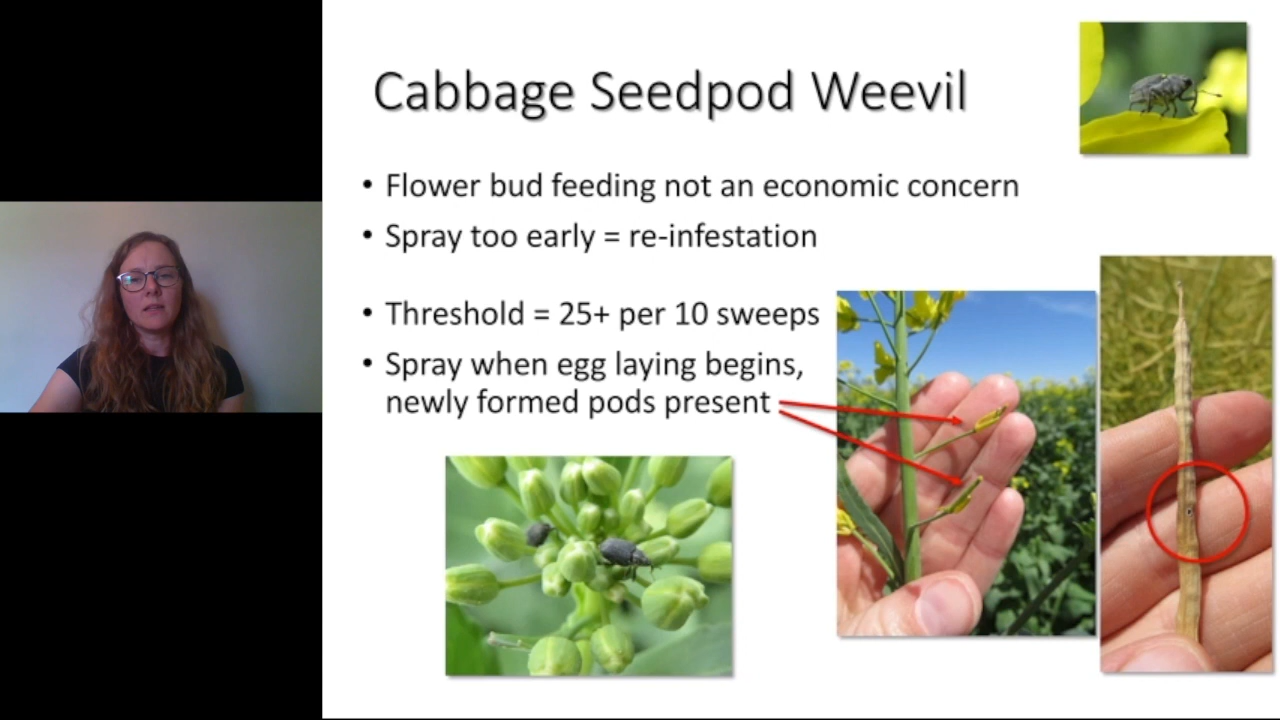 Cabbage Seedpod Weevil
• Flower bud feeding not an economic concern
• Spray too early = re-infestation
• Threshold = 25+ per 10 sweeps
• Spray when egg laying begins,
newly formed pods present